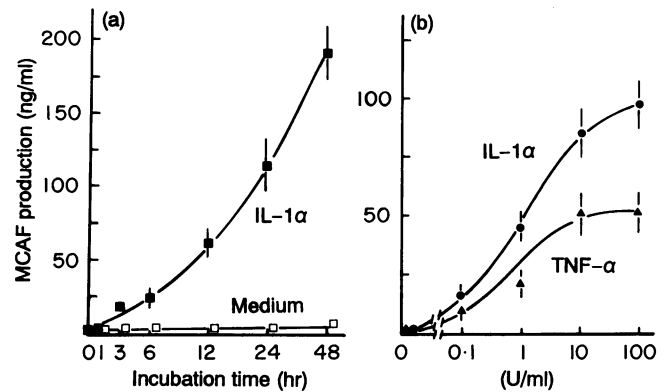 (a)
MCAF production (ng/ml)
200
150
100
50
IL-1α
Medium
0 1 3 6 12 24 48
Incubation time (hr)
(b)
100
50
IL-1α
TNF-α
0 0·1 1 10 100
(U/ml)